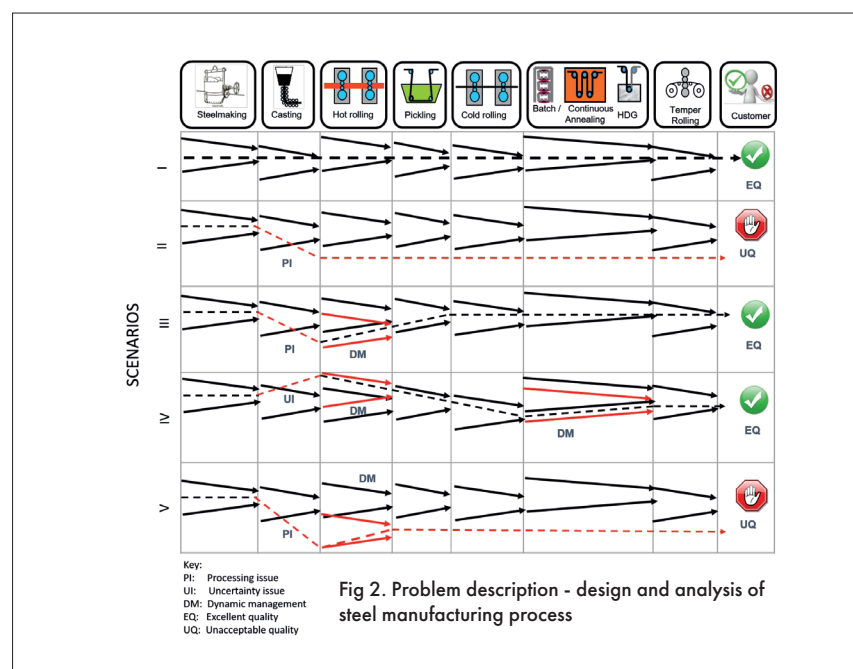 Steelmaking
Casting
Hot rolling
Pickling
Cold rolling
Batch / Continuous Annealing
HDG
Temper
Rolling
Customer
SCENARIOS
I
EQ
II
PI
UQ
III
PI
DM
EQ
IV
UI
DM
DM
EQ
V
DM
PI
UQ
Key:
PI: Processing issue
UI: Uncertainty issue
DM: Dynamic management
EQ: Excellent quality
UQ: Unacceptable quality
Fig 2. Problem description - design and analysis of
steel manufacturing process